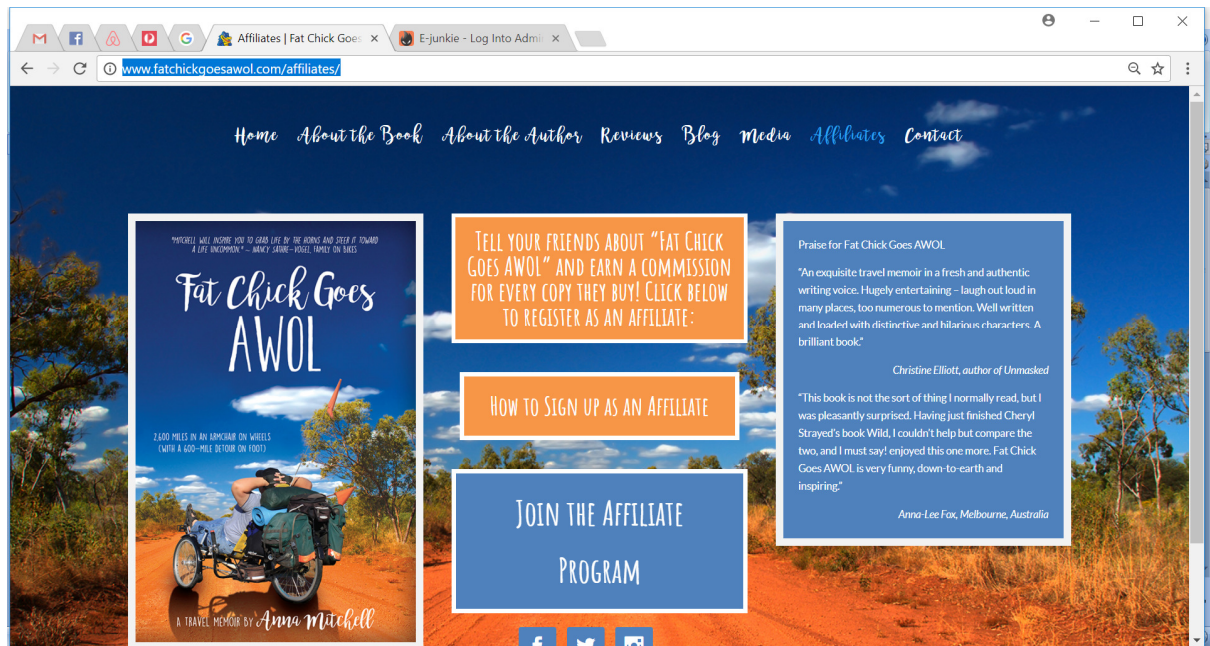 Affiliates | Fat Chick Goes
E-junkie - Log Into Admi
www.fatchickgoesawol.com/affiliates/
Home About the Book About the Author Reviews Blog Media Affiliates Contact
"MITCHELL WILL INSPIRE YOU TO GRAB LIFE BY THE HORNS AND STEER IT TOWARD
A LIFE UNCOMMON." – NANCY SATHRE-VOGEL, FAMILY ON BIKES
Fat Chick Goes
AWOL
2,600 MILES IN AN ARMCHAIR ON WHEELS
(WITH A 600-MILE DETOUR ON FOOT)
A TRAVEL MEMOIR BY Anna Mitchell
Tell your friends about "Fat Chick
Goes AWOL" and earn a commission
for every copy they buy! Click below
to register as an affiliate:
How to Sign up as an Affiliate
Join the Affiliate
Program
Praise for Fat Chick Goes AWOL
"An exquisite travel memoir in a fresh and authentic
writing voice. Hugely entertaining – laugh out loud in
many places, too numerous to mention. Well written
and loaded with distinctive and hilarious characters. A
brilliant book."
Christine Elliott, author of Unmasked
"This book is not the sort of thing I normally read, but I
was pleasantly surprised. Having just finished Cheryl
Strayed's book Wild, I couldn't help but compare the
two, and I must say! enjoyed this one more. Fat Chick
Goes AWOL is very funny, down-to-earth and
inspiring."
Anna-Lee Fox, Melbourne, Australia